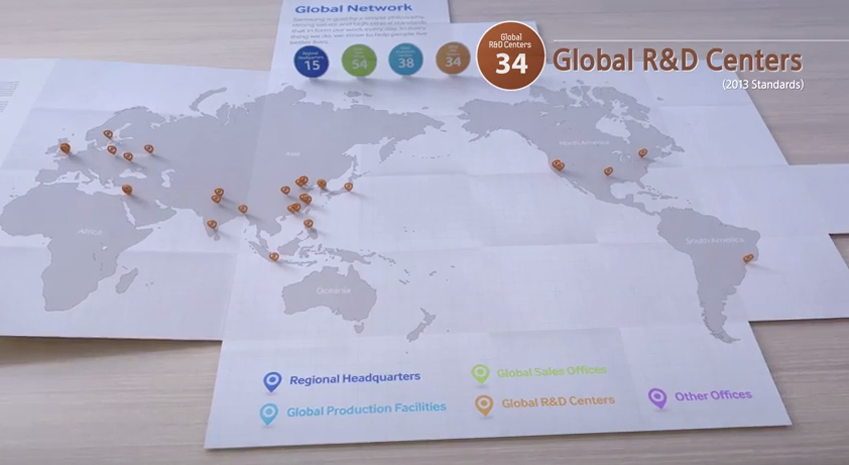 Global Network
Regional
Headquarters
15
54
38
34
Global
R&D Centers
34
Global R&D Centers
(2013 Standards)
Asia
North America
Africa
South America
Oceania
Regional Headquarters
Global Sales Offices
Global Production Facilities
Global R&D Centers
Other Offices